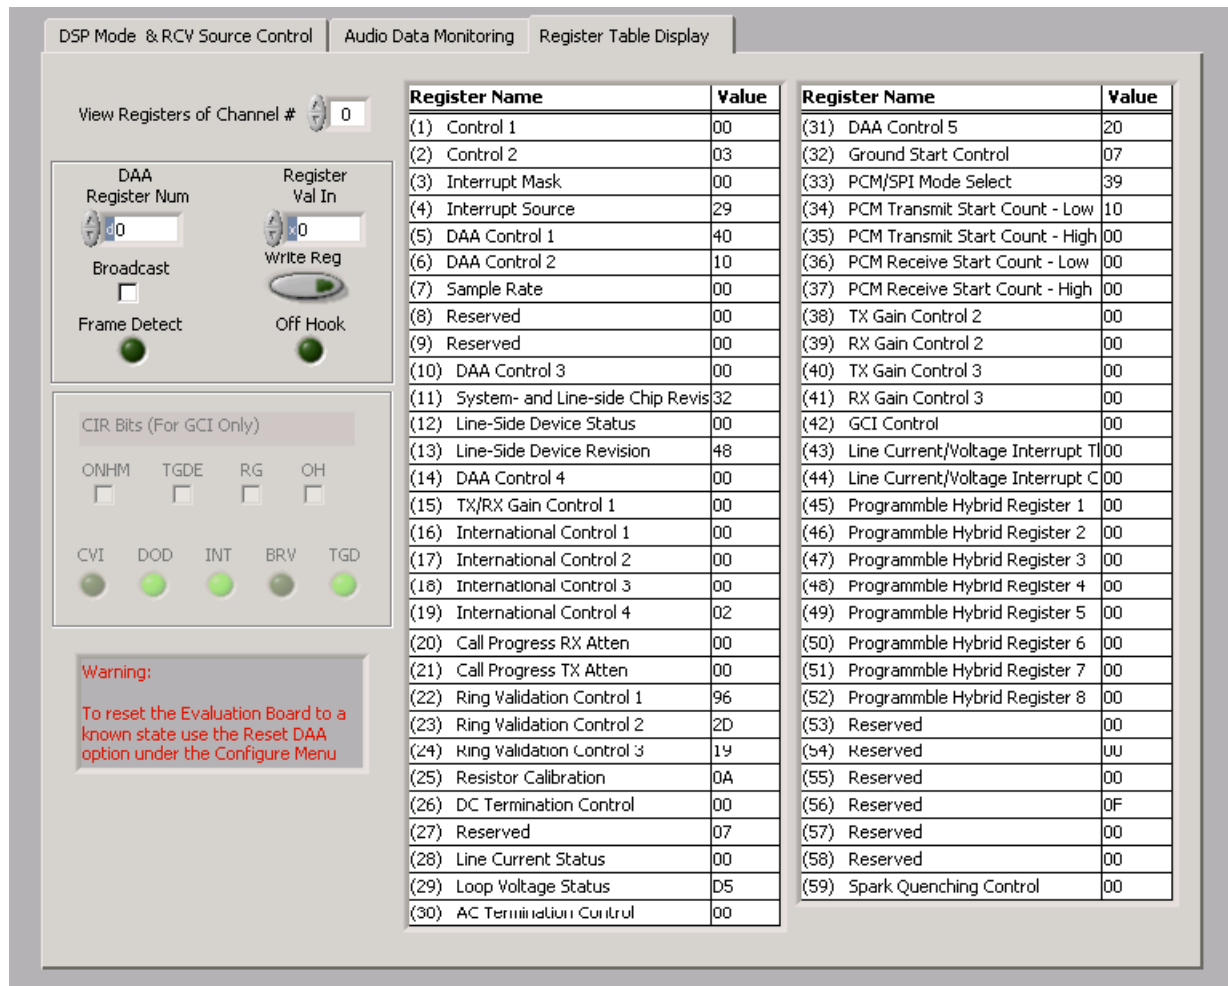 DSP Mode & RCV Source Control
Audio Data Monitoring
Register Table Display
View Registers of Channel # 0
DAA Register Num
d0
Register Val In
x0
Broadcast
Write Reg
Frame Detect
Off Hook
CIR Bits (For GCI Only)
ONHM TGDE RG OH
CVI DOD INT BRV TGD
Warning:
To reset the Evaluation Board to a
known state use the Reset DAA
option under the Configure Menu
Register Name Value
(1) Control 1 00
(2) Control 2 03
(3) Interrupt Mask 00
(4) Interrupt Source 29
(5) DAA Control 1 40
(6) DAA Control 2 10
(7) Sample Rate 00
(8) Reserved 00
(9) Reserved 00
(10) DAA Control 3 00
(11) System- and Line-side Chip Revis 32
(12) Line-Side Device Status 00
(13) Line-Side Device Revision 48
(14) DAA Control 4 00
(15) TX/RX Gain Control 1 00
(16) International Control 1 00
(17) International Control 2 00
(18) International Control 3 00
(19) International Control 4 02
(20) Call Progress RX Atten 00
(21) Call Progress TX Atten 00
(22) Ring Validation Control 1 96
(23) Ring Validation Control 2 2D
(24) Ring Validation Control 3 19
(25) Resistor Calibration 0A
(26) DC Termination Control 00
(27) Reserved 07
(28) Line Current Status 00
(29) Loop Voltage Status D5
(30) AC Termination Control 00
Register Name Value
(31) DAA Control 5 20
(32) Ground Start Control 07
(33) PCM/SPI Mode Select 39
(34) PCM Transmit Start Count - Low 10
(35) PCM Transmit Start Count - High 00
(36) PCM Receive Start Count - Low 00
(37) PCM Receive Start Count - High 00
(38) TX Gain Control 2 00
(39) RX Gain Control 2 00
(40) TX Gain Control 3 00
(41) RX Gain Control 3 00
(42) GCI Control 00
(43) Line Current/Voltage Interrupt Tl 00
(44) Line Current/Voltage Interrupt C 00
(45) Programmble Hybrid Register 1 00
(46) Programmble Hybrid Register 2 00
(47) Programmble Hybrid Register 3 00
(48) Programmble Hybrid Register 4 00
(49) Programmble Hybrid Register 5 00
(50) Programmble Hybrid Register 6 00
(51) Programmble Hybrid Register 7 00
(52) Programmble Hybrid Register 8 00
(53) Reserved 00
(54) Reserved 00
(55) Reserved 00
(56) Reserved 0F
(57) Reserved 00
(58) Reserved 00
(59) Spark Quenching Control 00